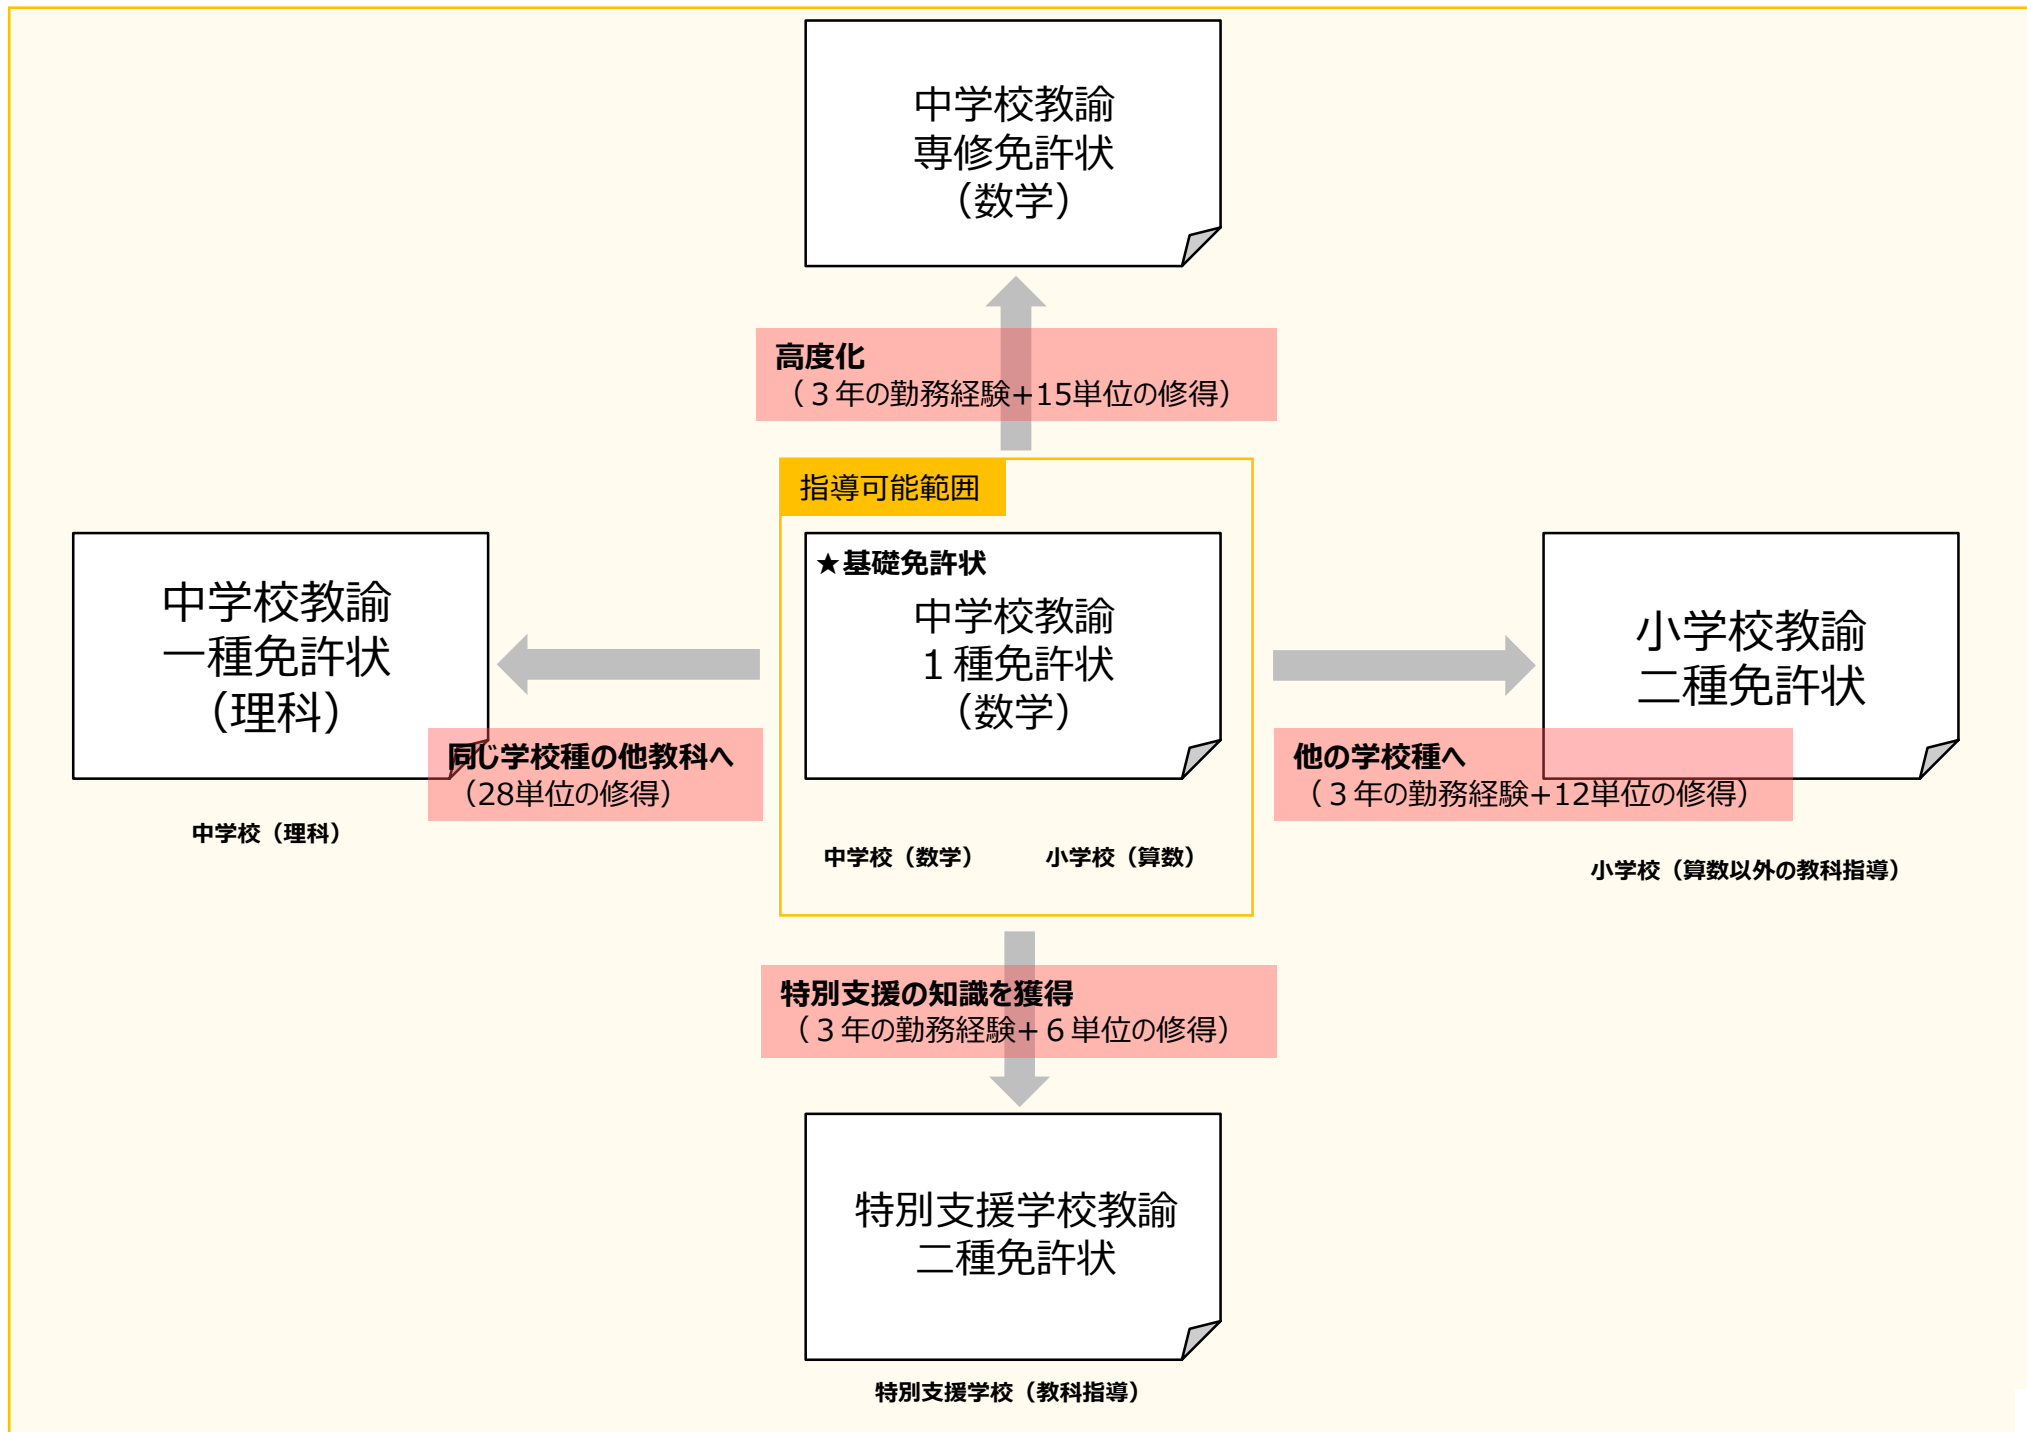 中学校教諭
専修免許状
（数学）
高度化
（３年の勤務経験+15単位の修得）
指導可能範囲
★基礎免許状
中学校教諭
１種免許状
（数学）
中学校（数学）
小学校（算数）
中学校教諭
一種免許状
（理科）
同じ学校種の他教科へ
（28単位の修得）
中学校（理科）
小学校教諭
二種免許状
他の学校種へ
（３年の勤務経験+12単位の修得）
小学校（算数以外の教科指導）
特別支援の知識を獲得
（３年の勤務経験+６単位の修得）
特別支援学校教諭
二種免許状
特別支援学校（教科指導）